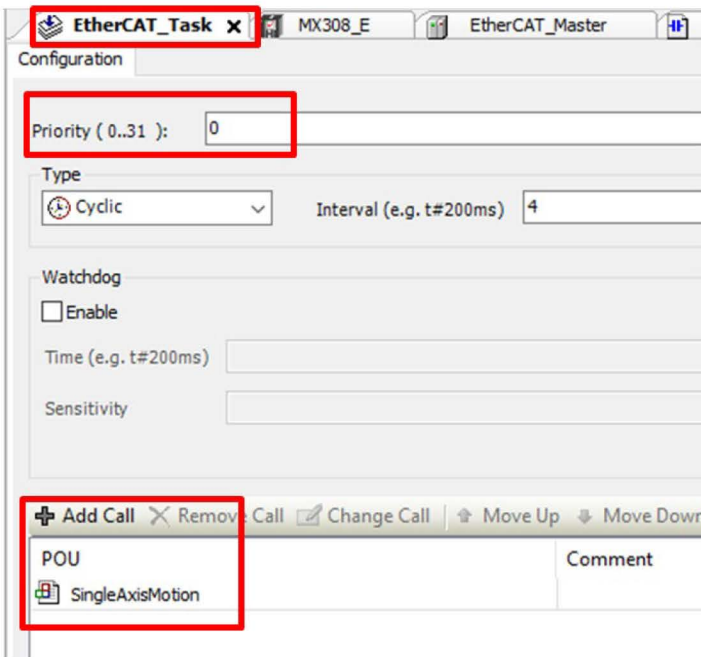 EtherCAT_Task X MX308_E EtherCAT_Master
Configuration
Priority ( 0..31 ): 0
Type
Cyclic Interval (e.g. t#200ms) 4
Watchdog
Enable
Time (e.g. t#200ms)
Sensitivity
Add Call Remove Call Change Call Move Up Move Down
POU Comment
SingleAxisMotion